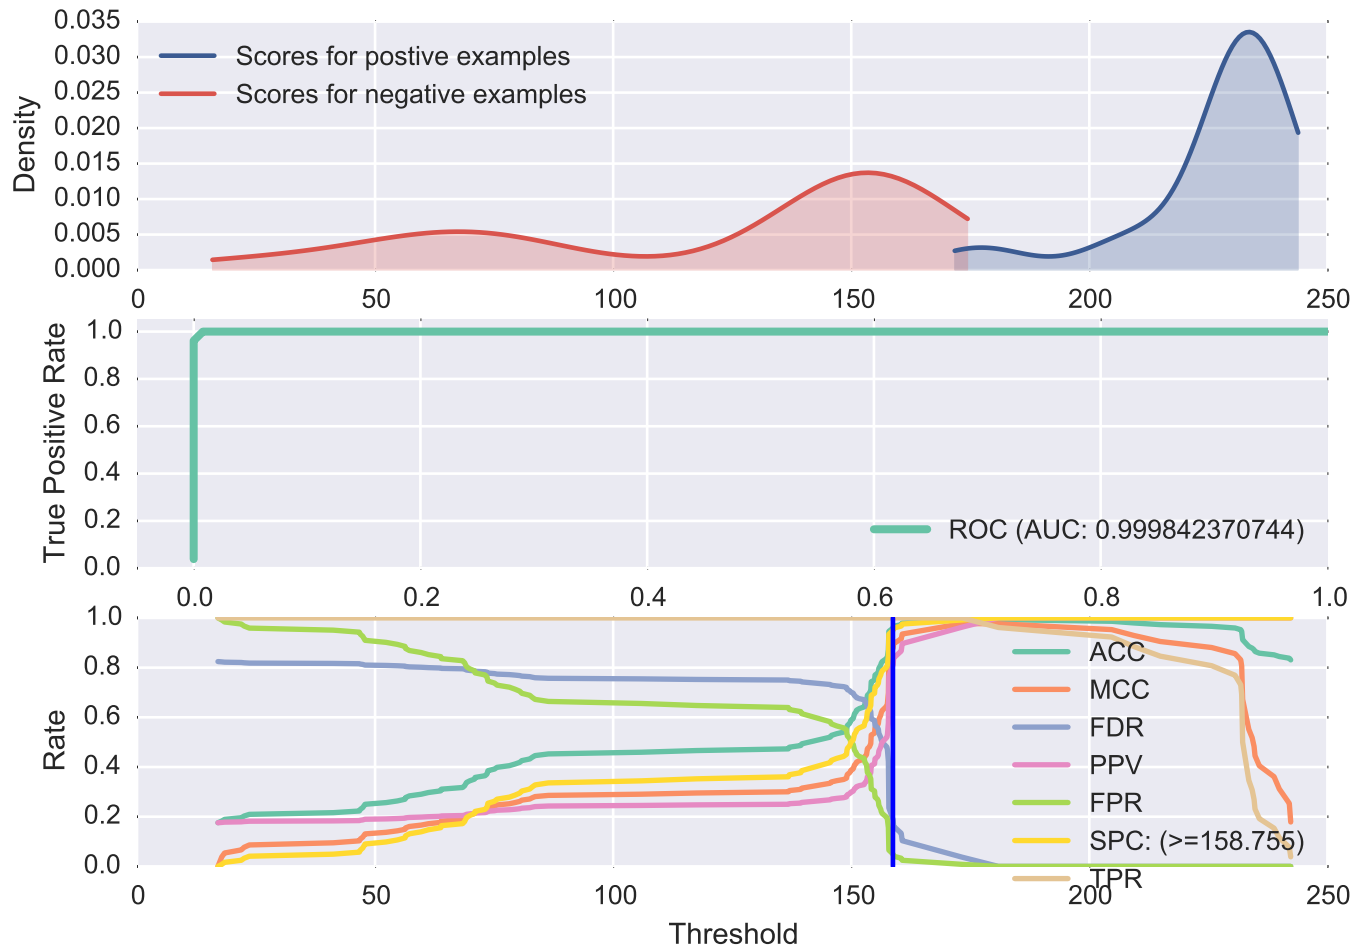 0.035
0.030
0.025
0.020
0.015
0.010
0.005
0.000
Density
Scores for postive examples
Scores for negative examples
0 50 100 150 200 250
1.0
0.8
0.6
0.4
0.2
0.0
True Positive Rate
ROC (AUC: 0.999842370744)
0.0 0.2 0.4 0.6 0.8 1.0
1.0
0.8
0.6
0.4
0.2
0.0
Rate
ACC
MCC
FDR
PPV
FPR
SPC: (>=158.755)
TPR
0 50 100 150 200 250
Threshold